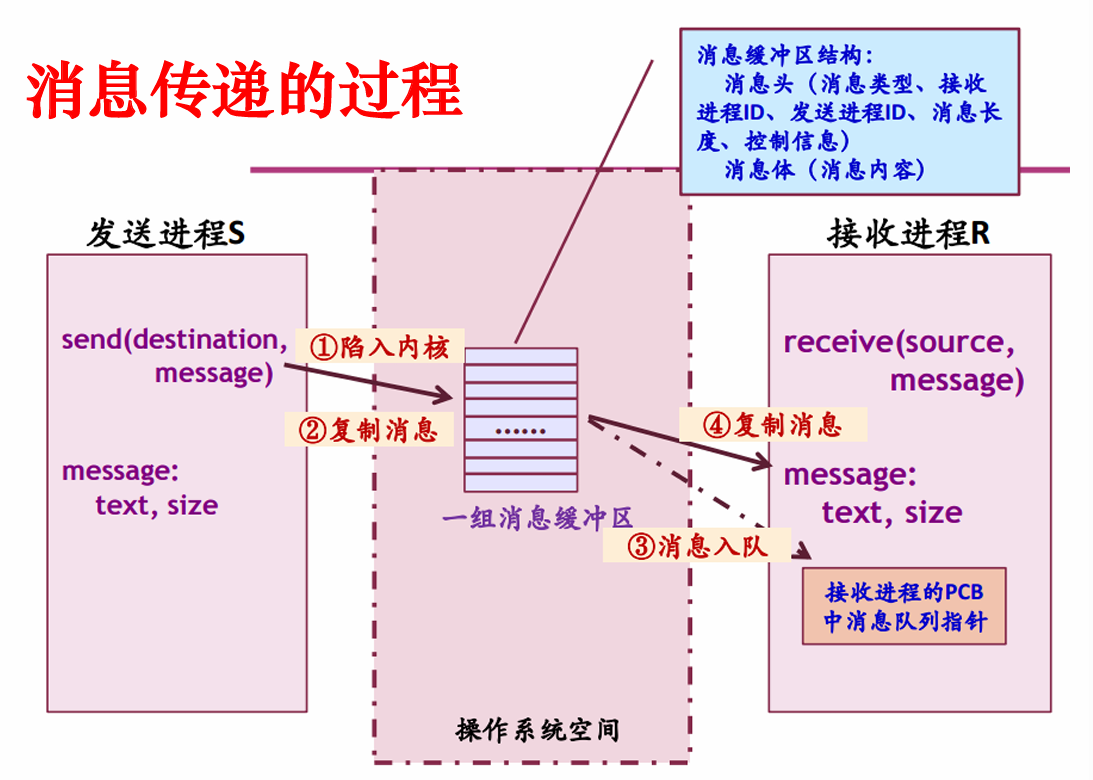 消息传递的过程
消息缓冲区结构：
消息头（消息类型、接收
进程ID、发送进程ID、消息长
度、控制信息）
消息体（消息内容）
发送进程S
接收进程R
send(destination,
message)
①陷入内核
②复制消息
message:
text, size
……
一组消息缓冲区
④复制消息
③消息入队
receive(source,
message)
message:
text, size
接收进程的PCB
中消息队列指针
操作系统空间